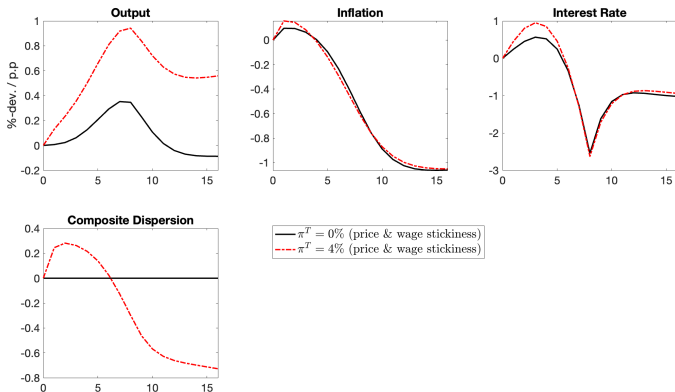 Output
%-dev. / p.p
1
0.8
0.6
0.4
0.2
0
-0.2
0 5 10 15
Inflation
0
-0.2
-0.4
-0.6
-0.8
-1
0 5 10 15
Interest Rate
1
0
-1
-2
-3
0 5 10 15
Composite Dispersion
0.4
0.2
0
-0.2
-0.4
-0.6
-0.8
0 5 10 15
π^T = 0% (price & wage stickiness)
π^T = 4% (price & wage stickiness)